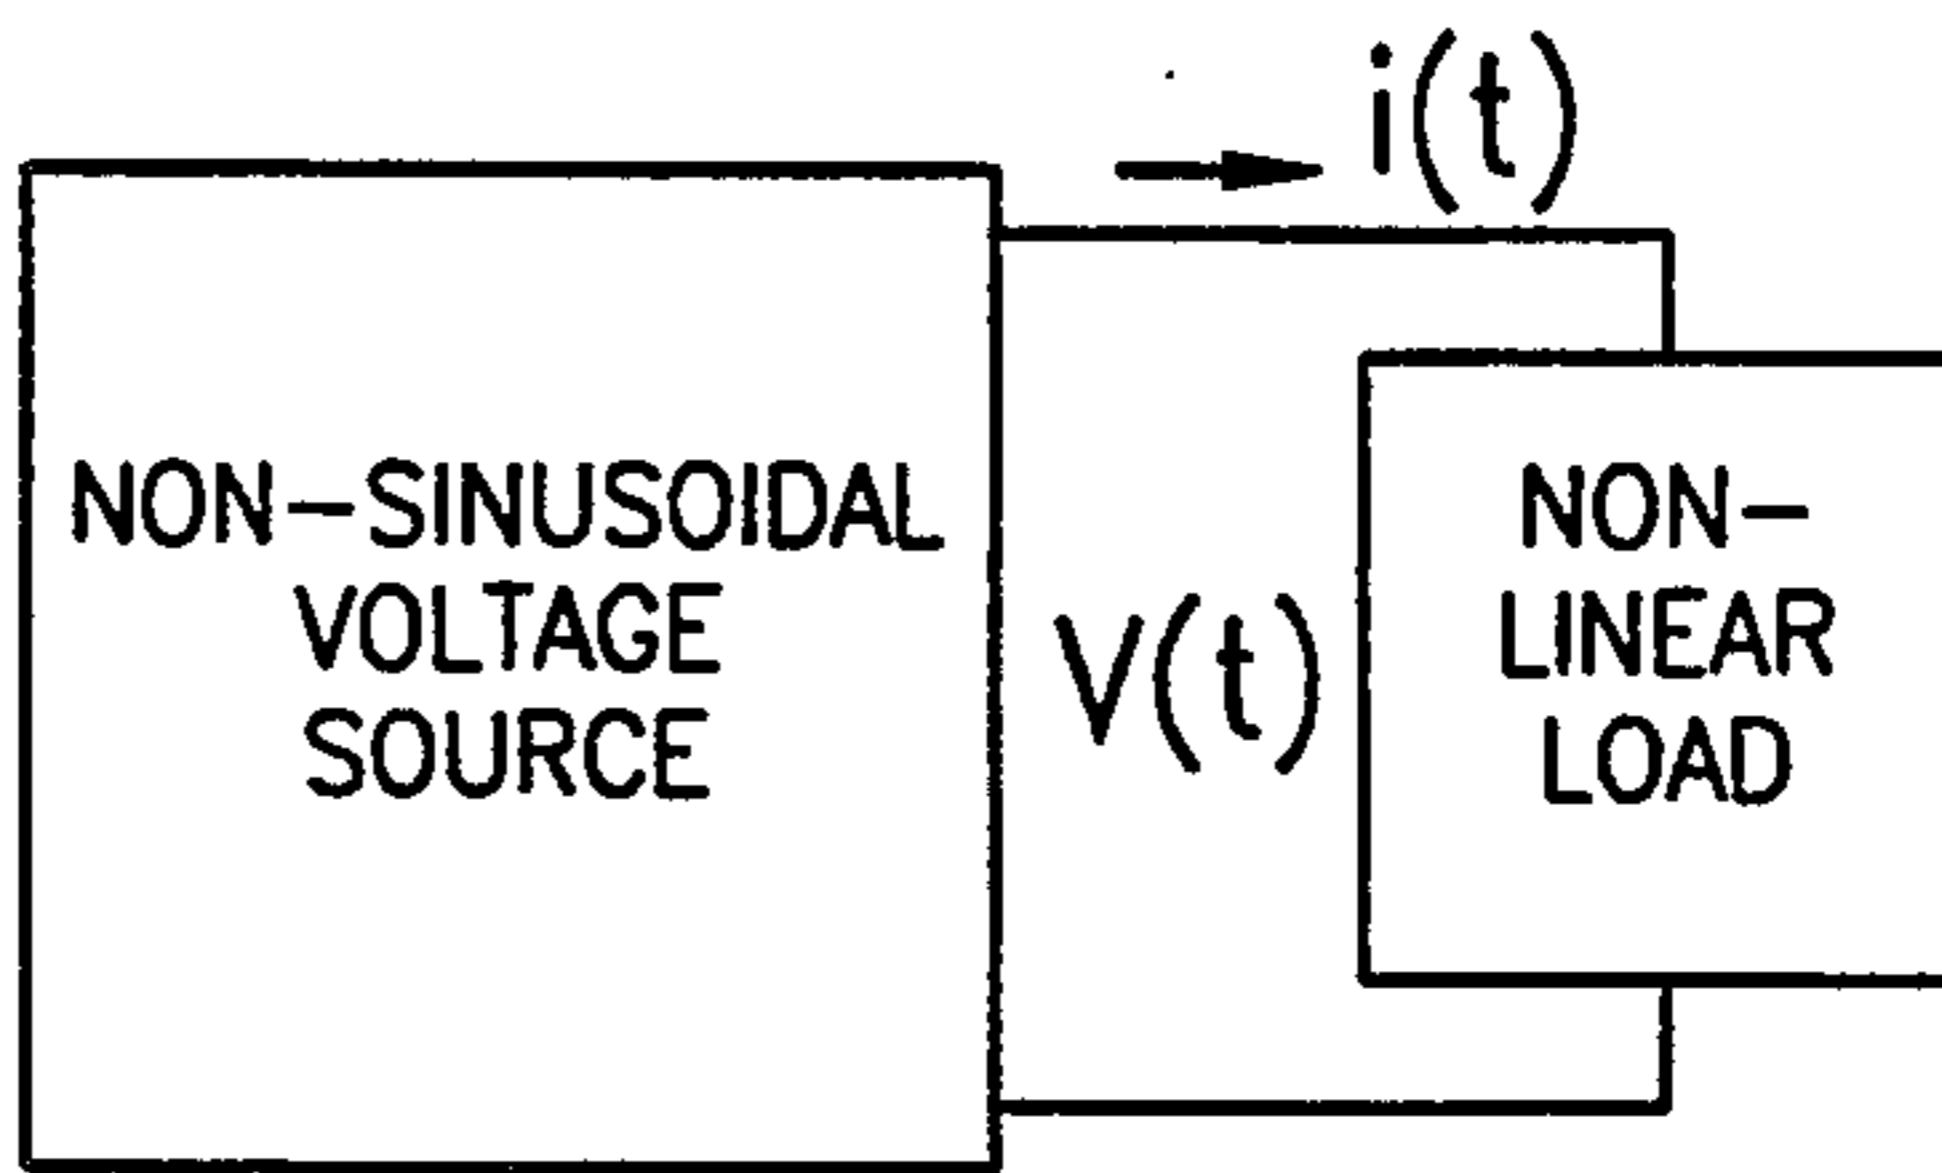 i(t)
NON-SINUSOIDAL
VOLTAGE
SOURCE
V(t)
NON-
LINEAR
LOAD